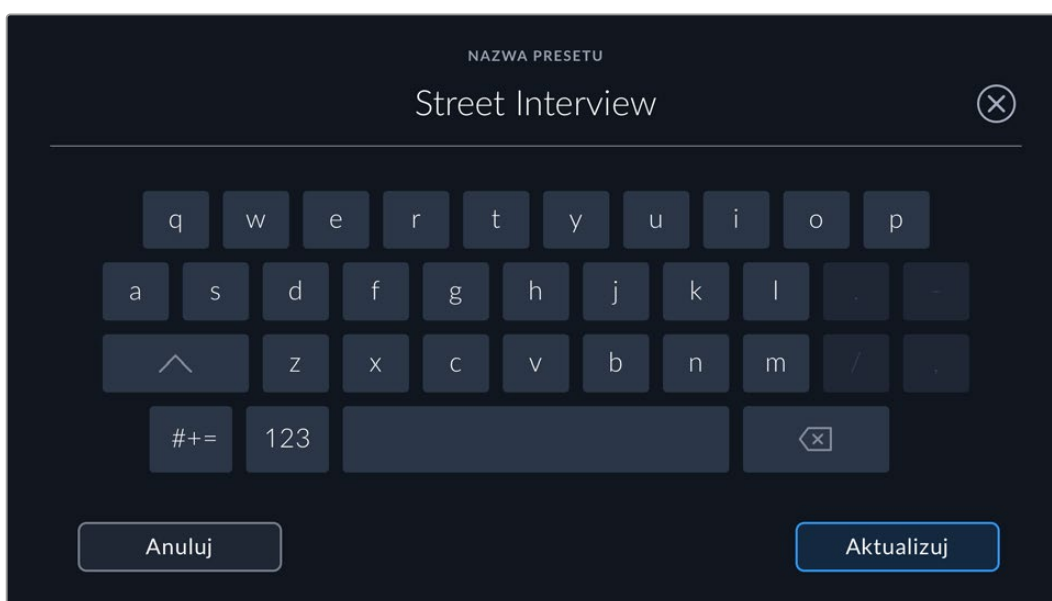 NAZWA PRESETU
Street Interview
q w e r t y u i o p
a s d f g h j k l . -
z x c v b n m /
#+= 123
Anuluj Aktualizuj